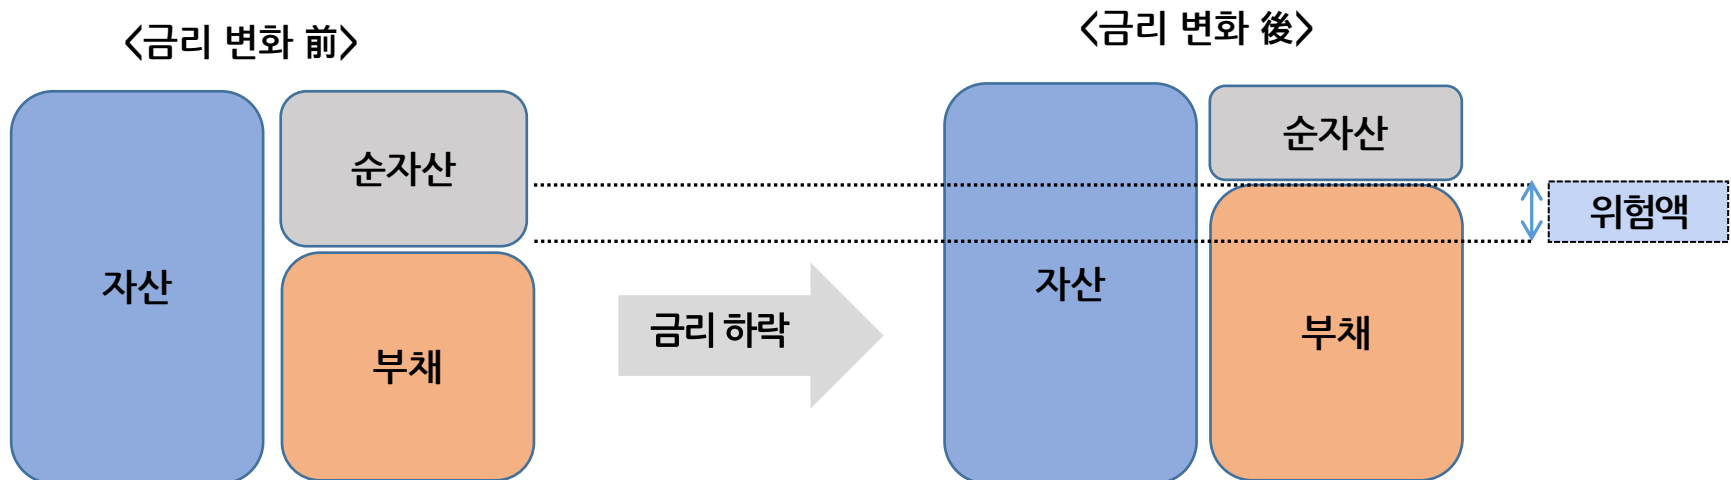 <금리 변화 前>
순자산
자산
부채
금리 하락
<금리 변화 後>
순자산
자산
부채
위험액